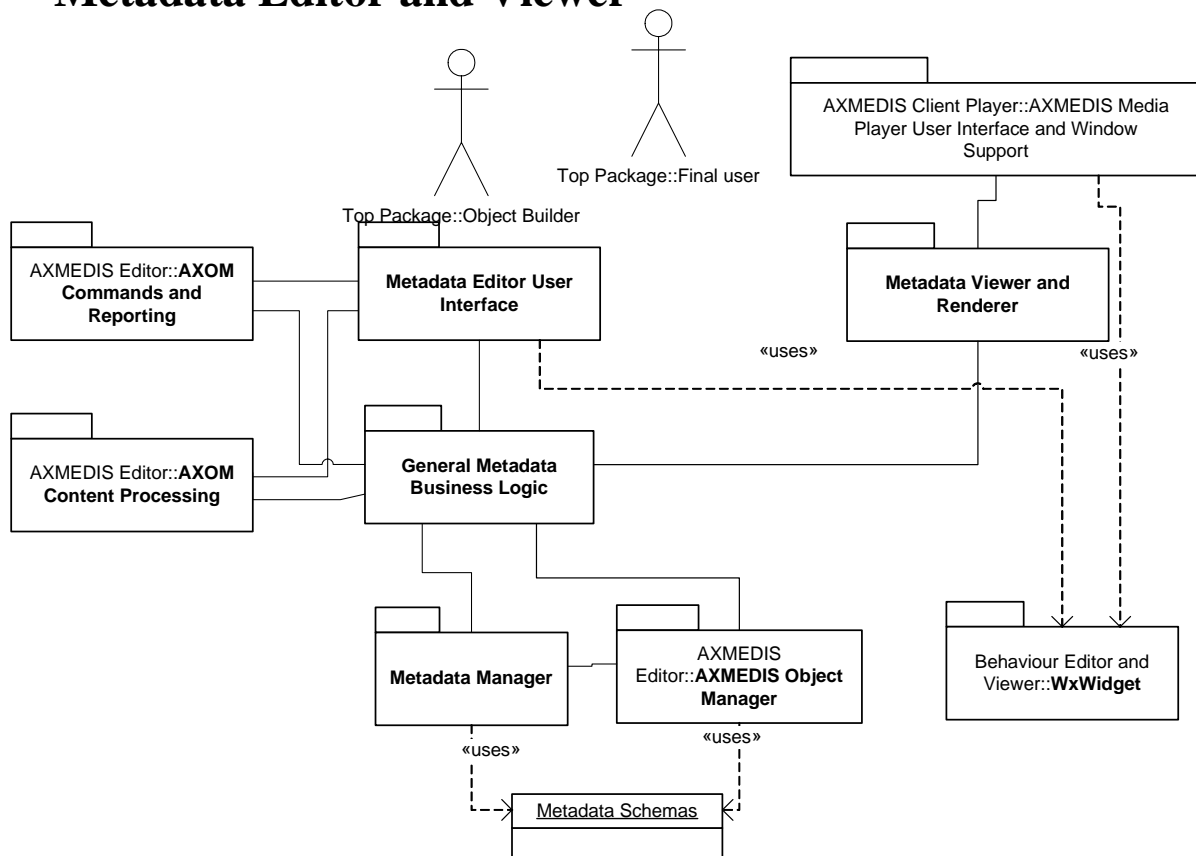 Metadata Editor and Viewer
Top Package::Final user
Top Package::Object Builder
AXMEDIS Client Player::AXMEDIS Media
Player User Interface and Window
Support
AXMEDIS Editor::AXOM
Commands and
Reporting
Metadata Editor User
Interface
Metadata Viewer and
Renderer
«uses»
«uses»
AXMEDIS Editor::AXOM
Content Processing
General Metadata
Business Logic
Metadata Manager
AXMEDIS
Editor::AXMEDIS Object
Manager
Behaviour Editor and
Viewer::WxWidget
«uses»
«uses»
Metadata Schemas